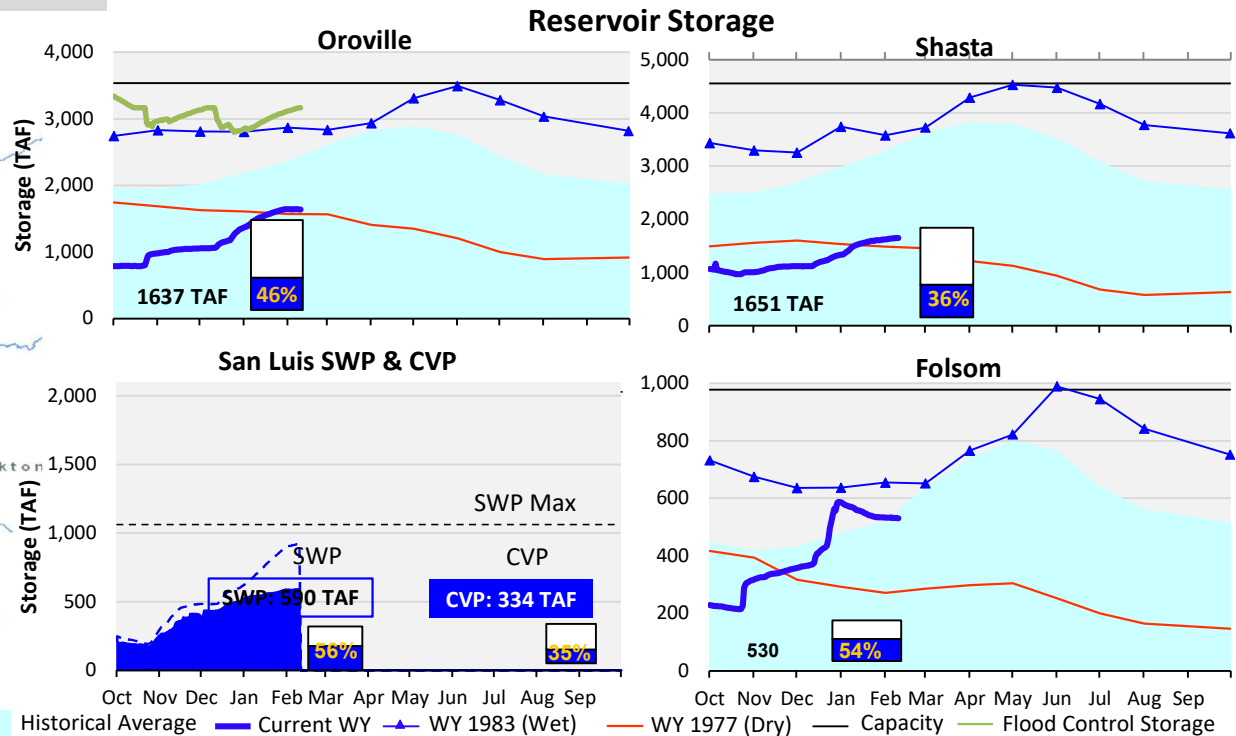 Reservoir Storage
Oroville
Storage (TAF)
4,000
3,000
2,000
1,000
0
1637 TAF
46%
Shasta
5,000
4,000
3,000
2,000
1,000
0
1651 TAF
36%
San Luis SWP & CVP
Storage (TAF)
2,000
1,500
1,000
500
0
SWP Max
SWP
CVP
SWP: 590 TAF
CVP: 334 TAF
56%
35%
Oct Nov Dec Jan Feb Mar Apr May Jun Jul Aug Sep
Folsom
1,000
800
600
400
200
0
530
54%
Oct Nov Dec Jan Feb Mar Apr May Jun Jul Aug Sep
kton
Historical Average Current WY WY 1983 (Wet) WY 1977 (Dry) Capacity Flood Control Storage